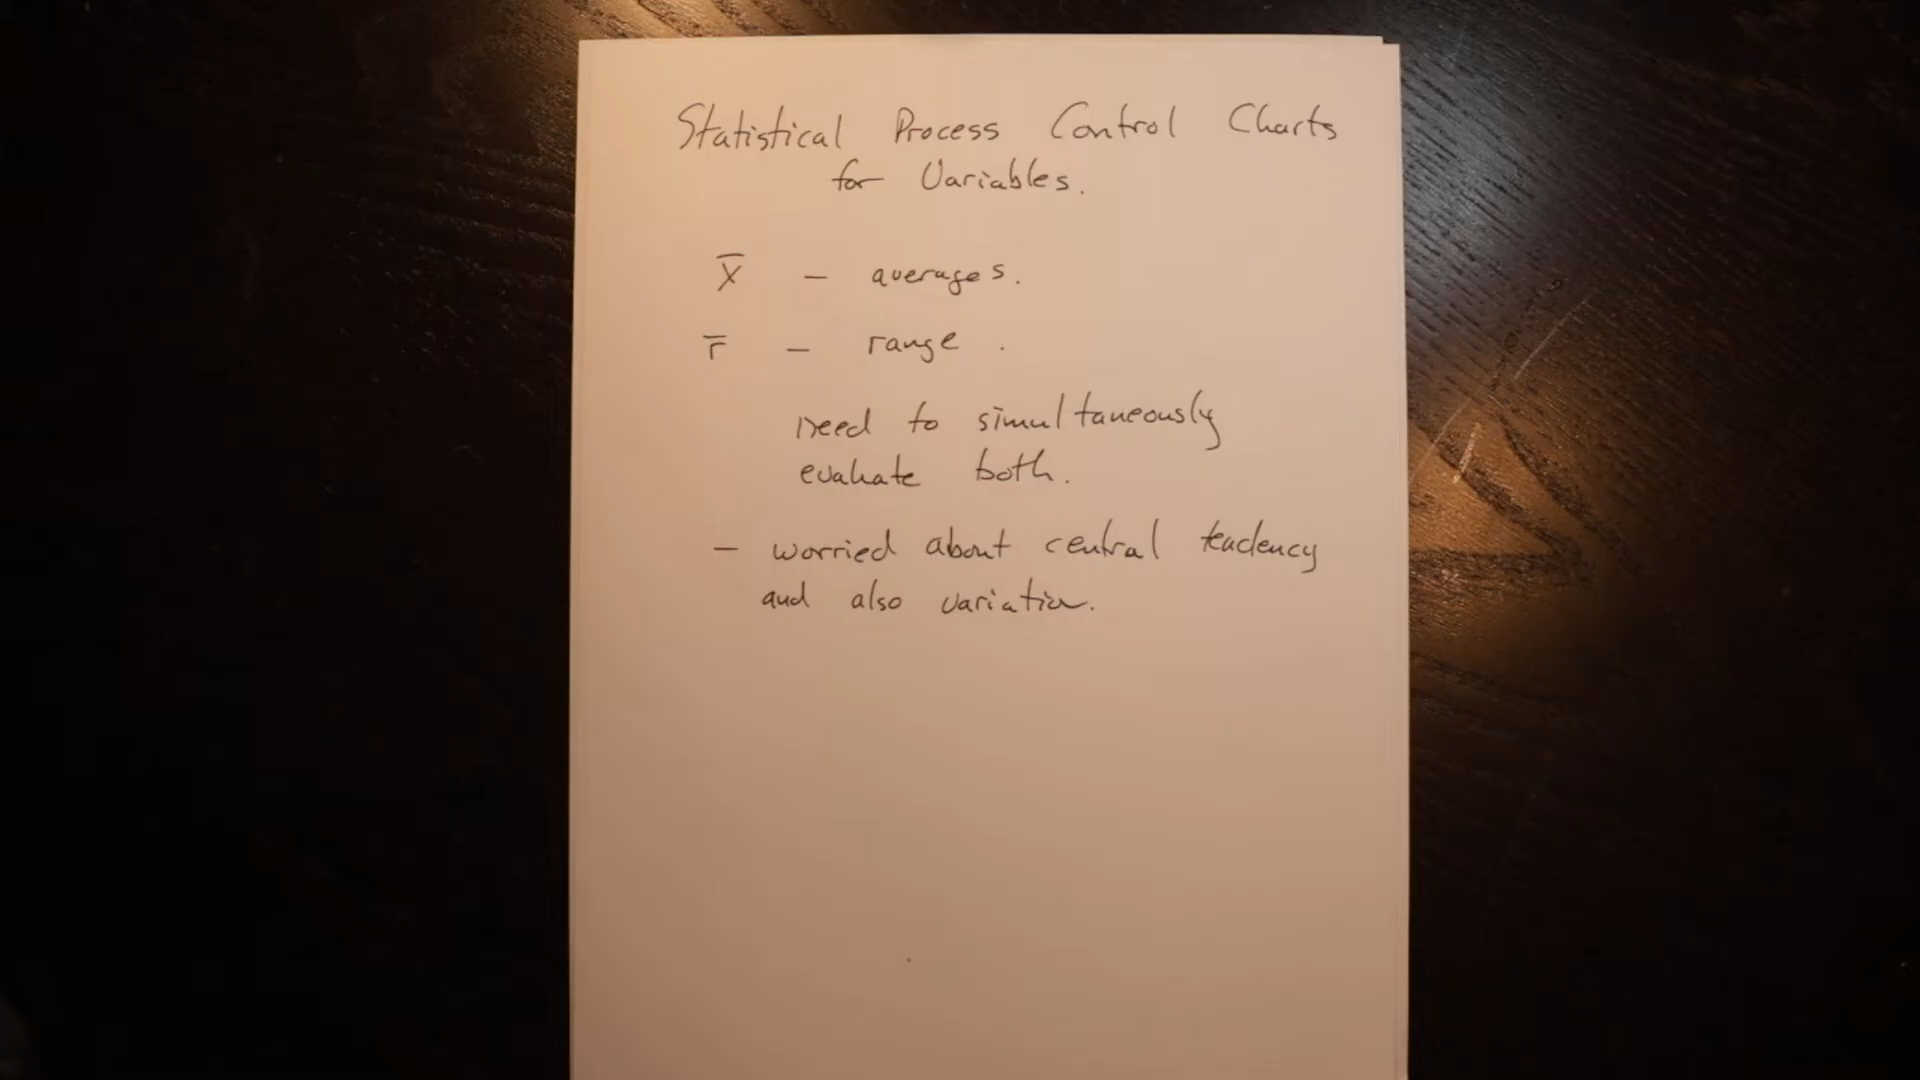 Statistical Process Control Charts
for Variables.
X̅ - averages.
r̅ - range .
need to simultaneously
evaluate both.
- worried about central tendency
and also variation.